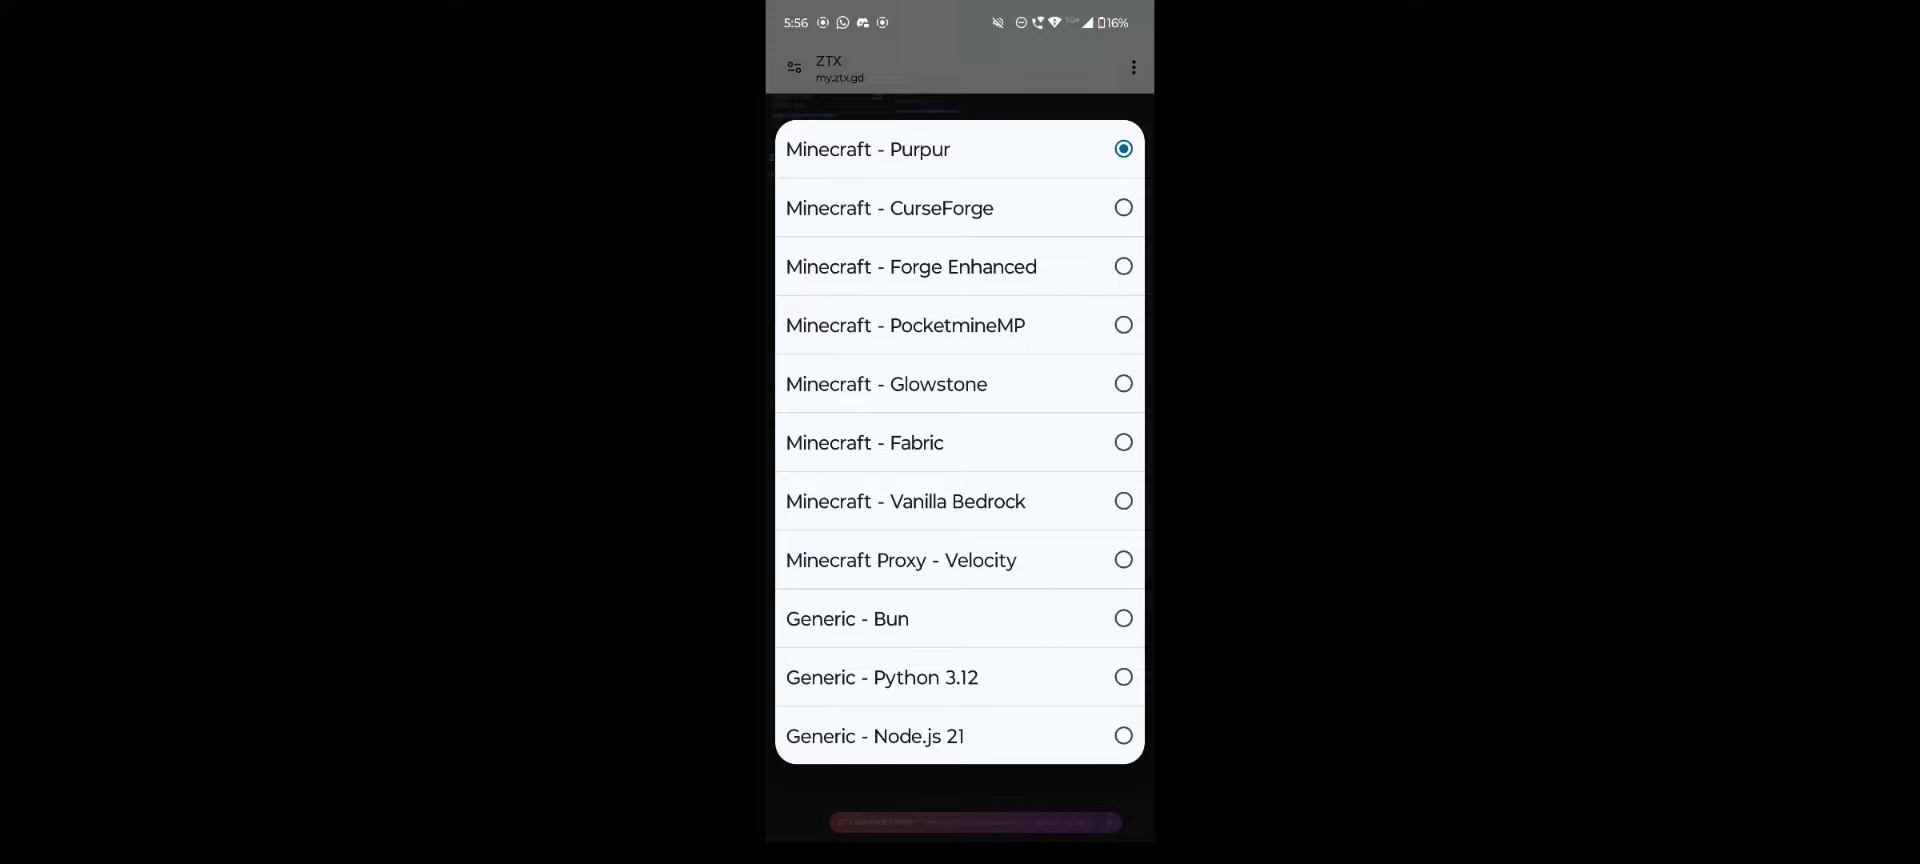 5:56
5G+
16%
ZTX
my.ztx.gd
Minecraft - Purpur
Minecraft - CurseForge
Minecraft - Forge Enhanced
Minecraft - PocketmineMP
Minecraft - Glowstone
Minecraft - Fabric
Minecraft - Vanilla Bedrock
Minecraft Proxy - Velocity
Generic - Bun
Generic - Python 3.12
Generic - Node.js 21